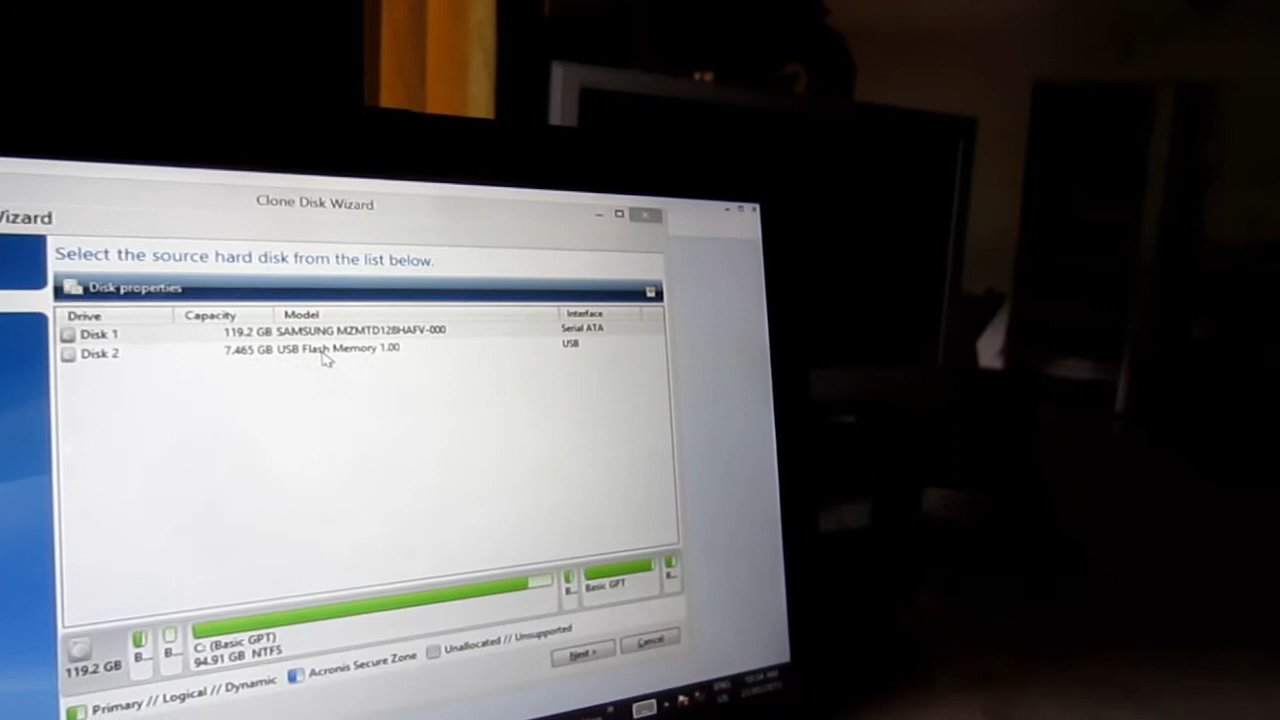 Clone Disk Wizard
Wizard
Select the source hard disk from the list below.
Disk properties
Drive Capacity Model Interface
Disk 1 119.2 GB SAMSUNG MZMTD128HAFV-000 Serial ATA
Disk 2 7.465 GB USB Flash Memory 1.00 USB
119.2 GB B... B... C: (Basic GPT) B... Basic GPT B...
94.91 GB NTFS
Primary // Logical // Dynamic Acronis Secure Zone Unallocated // Unsupported
Next > Cancel
ENG